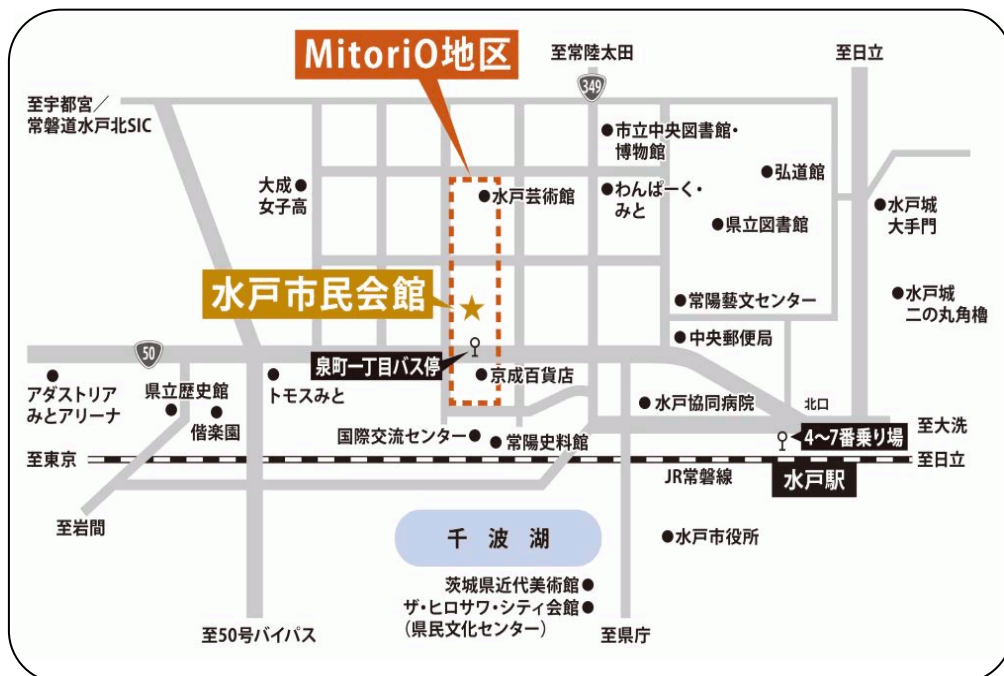 MitoriO地区
至常陸太田
至日立
349
至宇都宮／
常磐道水戸北SIC
市立中央図書館・
博物館
弘道館
大成
女子高
水戸芸術館
わんぱーく・
みと
県立図書館
水戸城
大手門
水戸市民会館
常陽藝文センター
水戸城
二の丸角櫓
中央郵便局
50
泉町一丁目バス停
アダストリア
みとアリーナ
県立歴史館
偕楽園
トモスみと
京成百貨店
水戸協同病院
北口
至大洗
4〜7番乗り場
国際交流センター
常陽史料館
至東京
至日立
JR常磐線
水戸駅
至岩間
千波湖
水戸市役所
茨城県近代美術館
ザ・ヒロサワ・シティ会館
（県民文化センター）
至50号バイパス
至県庁